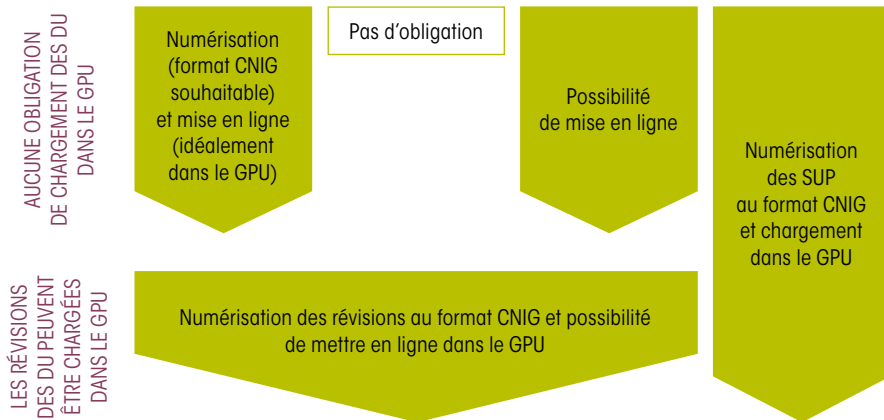 AUCUNE OBLIGATION
DE CHARGEMENT DES DU
DANS LE GPU
Numérisation
(format CNIG
souhaitable)
et mise en ligne
(idéalement
dans le GPU)
Pas d'obligation
Possibilité
de mise en ligne
Numérisation
des SUP
au format CNIG
et chargement
dans le GPU
LES RÉVISIONS
DES DU PEUVENT
ÊTRE CHARGÉES
DANS LE GPU
Numérisation des révisions au format CNIG et possibilité
de mettre en ligne dans le GPU